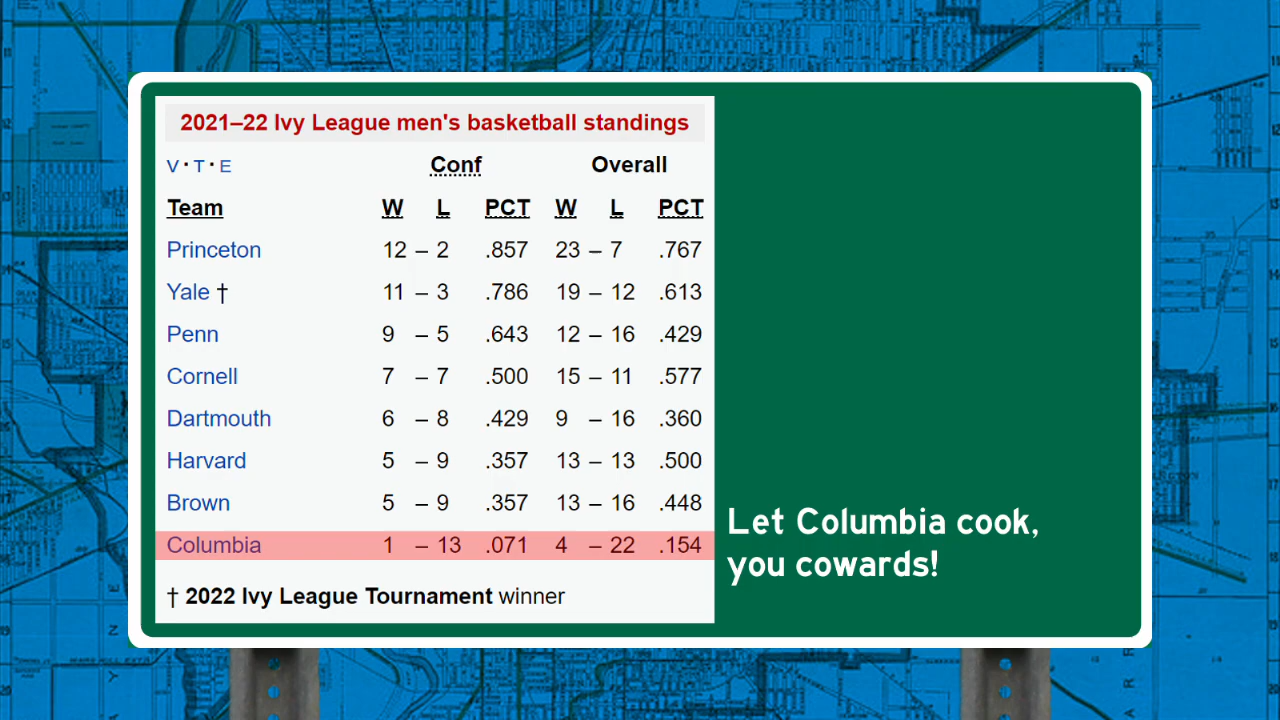 2021–22 Ivy League men's basketball standings
V · T · E Conf Overall
Team W L PCT W L PCT
Princeton 12 – 2 .857 23 – 7 .767
Yale † 11 – 3 .786 19 – 12 .613
Penn 9 – 5 .643 12 – 16 .429
Cornell 7 – 7 .500 15 – 11 .577
Dartmouth 6 – 8 .429 9 – 16 .360
Harvard 5 – 9 .357 13 – 13 .500
Brown 5 – 9 .357 13 – 16 .448
Columbia 1 – 13 .071 4 – 22 .154
† 2022 Ivy League Tournament winner
Let Columbia cook,
you cowards!